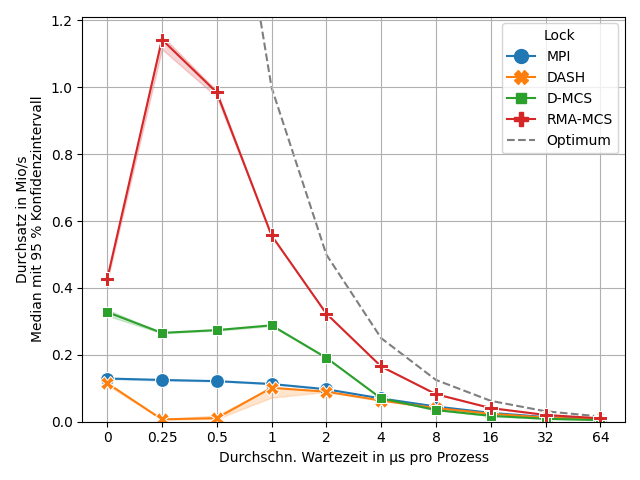 Durchsatz in Mio/s
Median mit 95 % Konfidenzintervall
1.2
1.0
0.8
0.6
0.4
0.2
0.0
Lock
MPI
DASH
D-MCS
RMA-MCS
Optimum
0 0.25 0.5 1 2 4 8 16 32 64
Durchschn. Wartezeit in µs pro Prozess